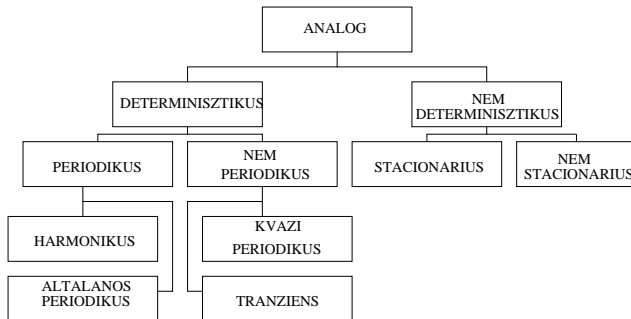 ANALOG
DETERMINISZTIKUS
NEM
DETERMINISZTIKUS
PERIODIKUS
NEM
PERIODIKUS
STACIONARIUS
NEM
STACIONARIUS
HARMONIKUS
KVAZI
PERIODIKUS
ALTALANOS
PERIODIKUS
TRANZIENS